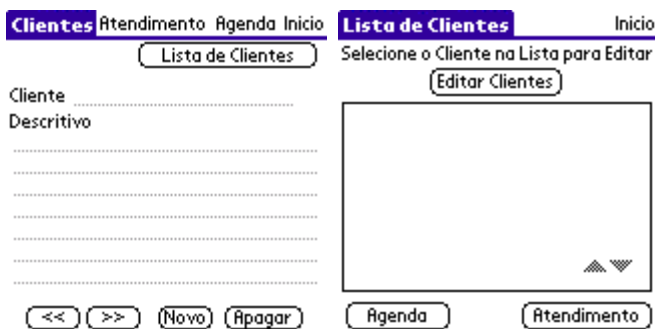 Clientes Atendimento Agenda Inicio
Lista de Clientes
Cliente
Descritivo
<< >> Novo Apagar
Lista de Clientes Inicio
Selecione o Cliente na Lista para Editar
Editar Clientes
Agenda Atendimento